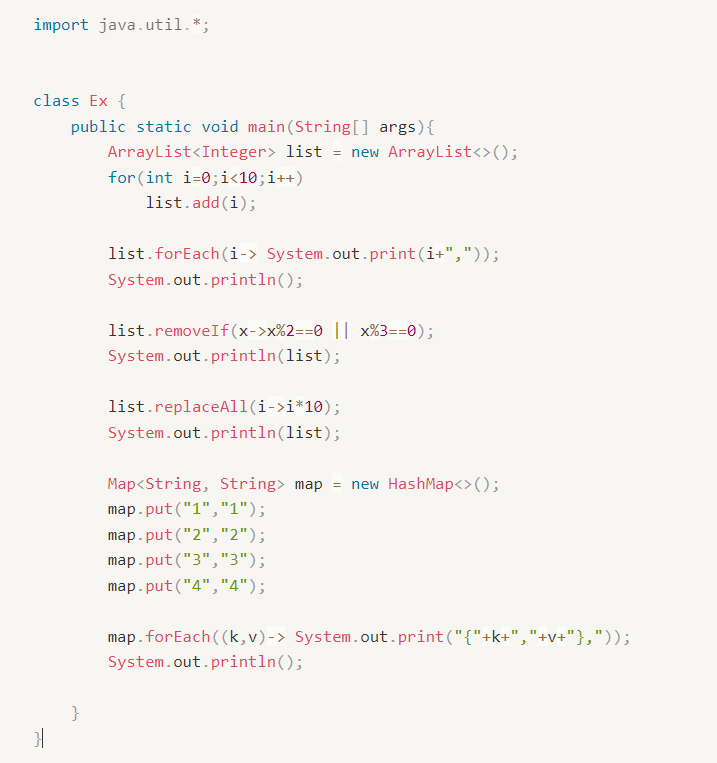 import java.util.*;
class Ex {
public static void main(String[] args){
ArrayList<Integer> list = new ArrayList<>();
for(int i=0;i<10;i++)
list.add(i);
list.forEach(i-> System.out.print(i+","));
System.out.println();
list.removeIf(x->x%2==0 || x%3==0);
System.out.println(list);
list.replaceAll(i->i*10);
System.out.println(list);
Map<String, String> map = new HashMap<>();
map.put("1","1");
map.put("2","2");
map.put("3","3");
map.put("4","4");
map.forEach((k,v)-> System.out.print("{"+k+","+v+"},"));
System.out.println();
}
}